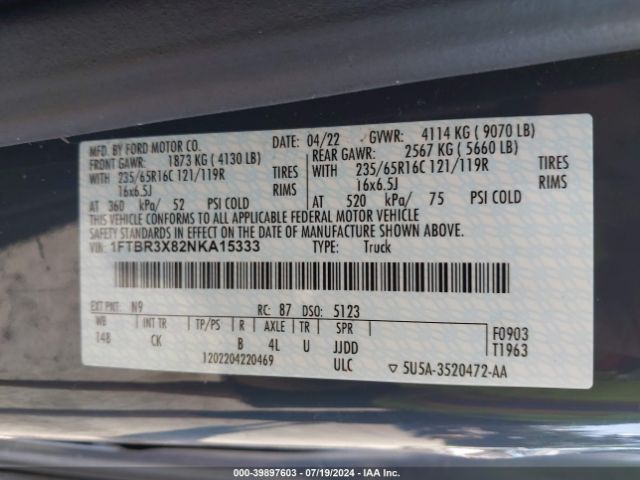 MFD. BY FORD MOTOR CO.
DATE: 04/22 GVWR: 4114 KG ( 9070 LB)
FRONT GAWR: 1873 KG ( 4130 LB) REAR GAWR: 2567 KG ( 5660 LB)
WITH 235/65R16C 121/119R TIRES WITH 235/65R16C 121/119R TIRES
16x6.5J RIMS 16x6.5J RIMS
AT 360 kPa/ 52 PSI COLD AT 520 kPa/ 75 PSI COLD
THIS VEHICLE CONFORMS TO ALL APPLICABLE FEDERAL MOTOR VEHICLE
SAFETY STANDARDS IN EFFECT ON THE DATE OF MANUFACTURE SHOWN ABOVE.
VIN: 1FTBR3X82NKA15333 TYPE: Truck
EXT PNT: N9 RC: 87 DSO: 5123
WB INT TR TP/PS R AXLE TR SPR F0903
148 CK B 4L U JJDD T1963
1202204220469 ULC ▽ 5U5A-3520472-AA
000-39897603 - 07/19/2024 - IAA Inc.